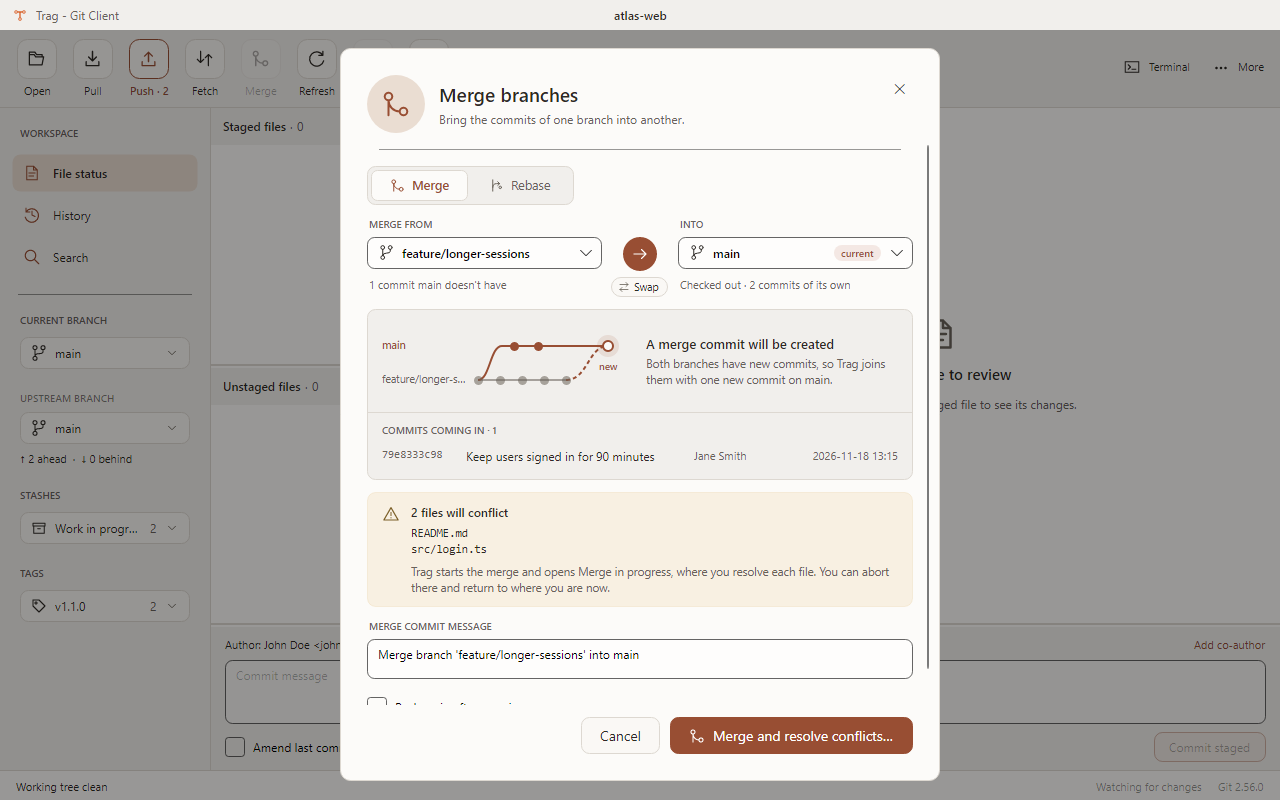 Trag - Git Client
atlas-web
Open
Pull
Push · 2
Fetch
Merge
Refresh
Terminal
More
WORKSPACE
File status
History
Search
CURRENT BRANCH
main
UPSTREAM BRANCH
main
↑ 2 ahead · ↓ 0 behind
STASHES
Work in progr... 2
TAGS
v1.1.0 2
Staged files · 0
Unstaged files · 0
e to review
ged file to see its changes.
Author: John Doe <john
Add co-author
Commit message
Amend last com
Commit staged
Working tree clean
Watching for changes
Git 2.56.0
Merge branches
Bring the commits of one branch into another.
Merge
Rebase
MERGE FROM
feature/longer-sessions
1 commit main doesn't have
Swap
INTO
main current
Checked out · 2 commits of its own
main
feature/longer-s...
new
A merge commit will be created
Both branches have new commits, so Trag joins
them with one new commit on main.
COMMITS COMING IN · 1
79e8333c98 Keep users signed in for 90 minutes Jane Smith 2026-11-18 13:15
2 files will conflict
README.md
src/login.ts
Trag starts the merge and opens Merge in progress, where you resolve each file. You can abort
there and return to where you are now.
MERGE COMMIT MESSAGE
Merge branch 'feature/longer-sessions' into main
Cancel
Merge and resolve conflicts...